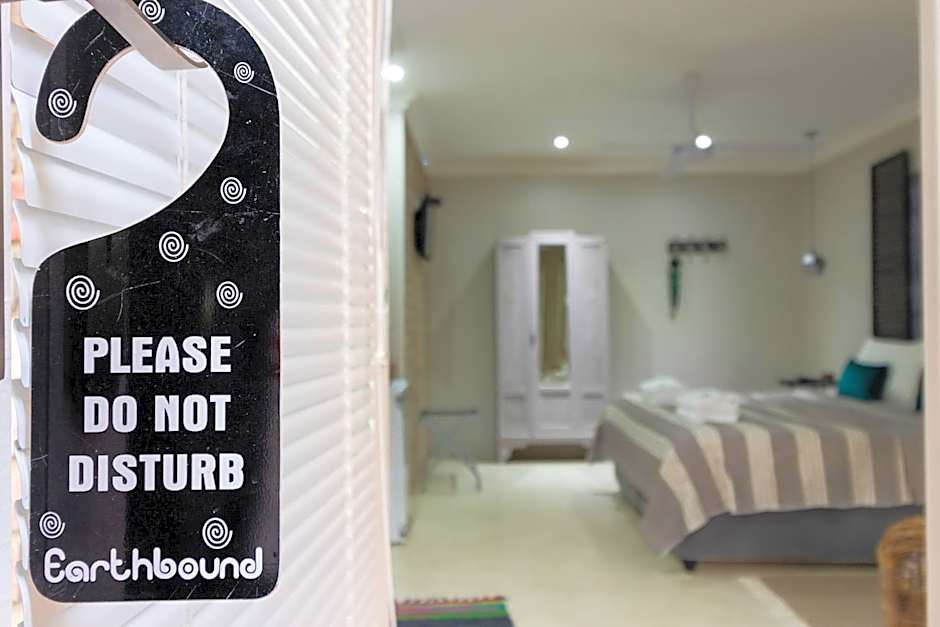 PLEASE
DO NOT
DISTURB
Earthbound